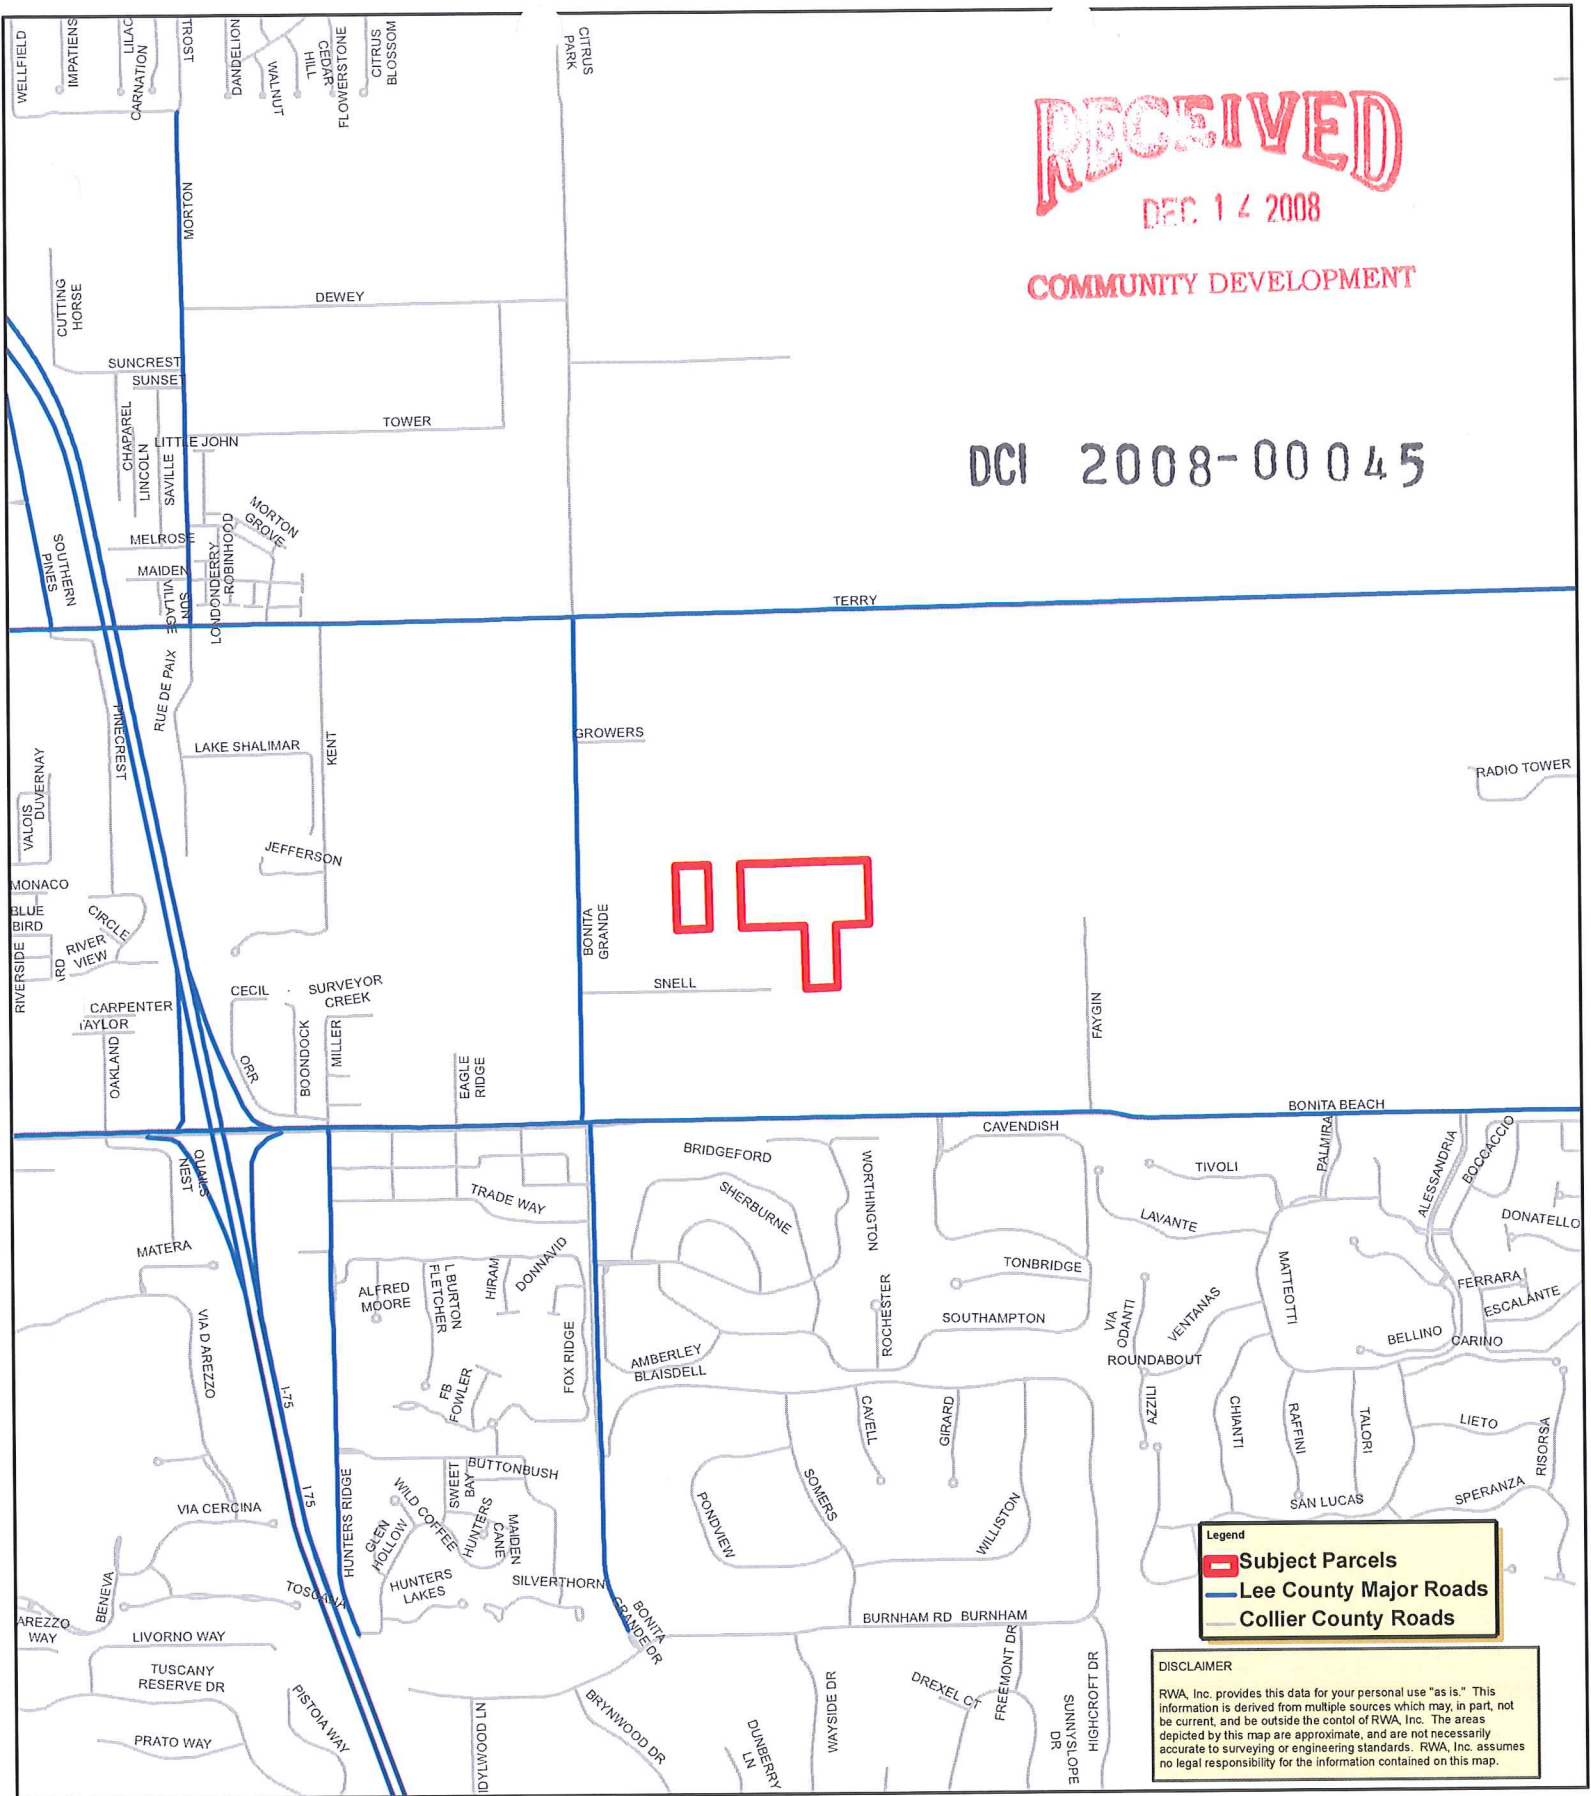 WELLFIELD
IMPATIENS
LILAC
CARNATION
TROST
DANDELION
WALNUT
HILL
CEDAR
FLOWERSTONE
CITRUS
BLOSSOM
CITRUS
PARK
RECEIVED
DEC 1 2008
COMMUNITY DEVELOPMENT
MORTON
CUTTING
HORSE
DEWEY
SUNCREST
SUNSET
CHAPAREL
LINCOLN
SAVILLE
LITTLE JOHN
TOWER
DCI 2008-00045
MORTON
GROVE
SOUTHERN
PINES
MELROSE
MAIDEN
VILLAGE
SUN
LONDONDERRY
ROBINHOOD
TERRY
RUE DE PAIX
PINECREST
LAKE SHALIMAR
KENT
GROWERS
RADIO TOWER
VALOIS
DUVERNAY
JEFFERSON
MONACO
BLUE
BIRD
CIRCLE
RIVER
VIEW
RIVERSIDE
ARD
BONITA
GRANDE
SNELL
FAYGIN
CARPENTER
TAYLOR
OAKLAND
CECIL
SURVEYOR
CREEK
ORR
BOONDOCK
MILLER
EAGLE
RIDGE
BONITA BEACH
QUAILS
NEST
TRADE WAY
BRIDGEFORD
SHERBURNE
WORTHINGTON
CAVENDISH
TIVOLI
PALMIRA
ALESSANDRIA
BOCCACCIO
DONATELLO
LAVANTE
MATERA
ALFRED
MOORE
L BURTON
FLETCHER
HIRAM
DONNAVID
FOX RIDGE
TONBRIDGE
ROCHESTER
SOUTHAMPTON
VIA
ODANTI
VENTANAS
MATTEOTTI
FERRARA
ESCALANTE
BELLINO
CARINO
ROUNDABOUT
AMBERLEY
BLAISDELL
VIA D AREZZO
I-75
FB
FOWLER
CAVELL
GIRARD
AZZILI
CHIANTI
RAFFINI
TALORI
LIETO
RISORSA
SPERANZA
SAN LUCAS
HUNTERS RIDGE
I 75
VIA CERCINA
SWEET
BAY
BUTTONBUSH
WILD COFFEE
GLEN
HOLLOW
HUNTERS
CANE
MAIDEN
HUNTERS
LAKES
SILVERTHORN
PONDVIEW
SOMERS
WILLISTON
BENEVA
TOSCANA
AREZZO
WAY
LIVORNO WAY
TUSCANY
RESERVE DR
PISTOIA WAY
PRATO WAY
BONITA
GRANDE DR
BURNHAM RD BURNHAM
IDYLWOOD LN
BRYNWOOD DR
DUNBERRY
LN
WAYSIDE DR
DREXEL CT
FREEMONT DR
SUNNYSLOPE
DR
HIGHCROFT DR
Legend
Subject Parcels
Lee County Major Roads
Collier County Roads
DISCLAIMER
RWA, Inc. provides this data for your personal use "as is." This
information is derived from multiple sources which may, in part, not
be current, and be outside the contol of RWA, Inc. The areas
depicted by this map are approximate, and are not necessarily
accurate to surveying or engineering standards. RWA, Inc. assumes
no legal responsibility for the information contained on this map.